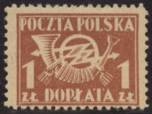 POCZTA POLSKA
1 1
ZŁ ZŁ
DOPŁATA